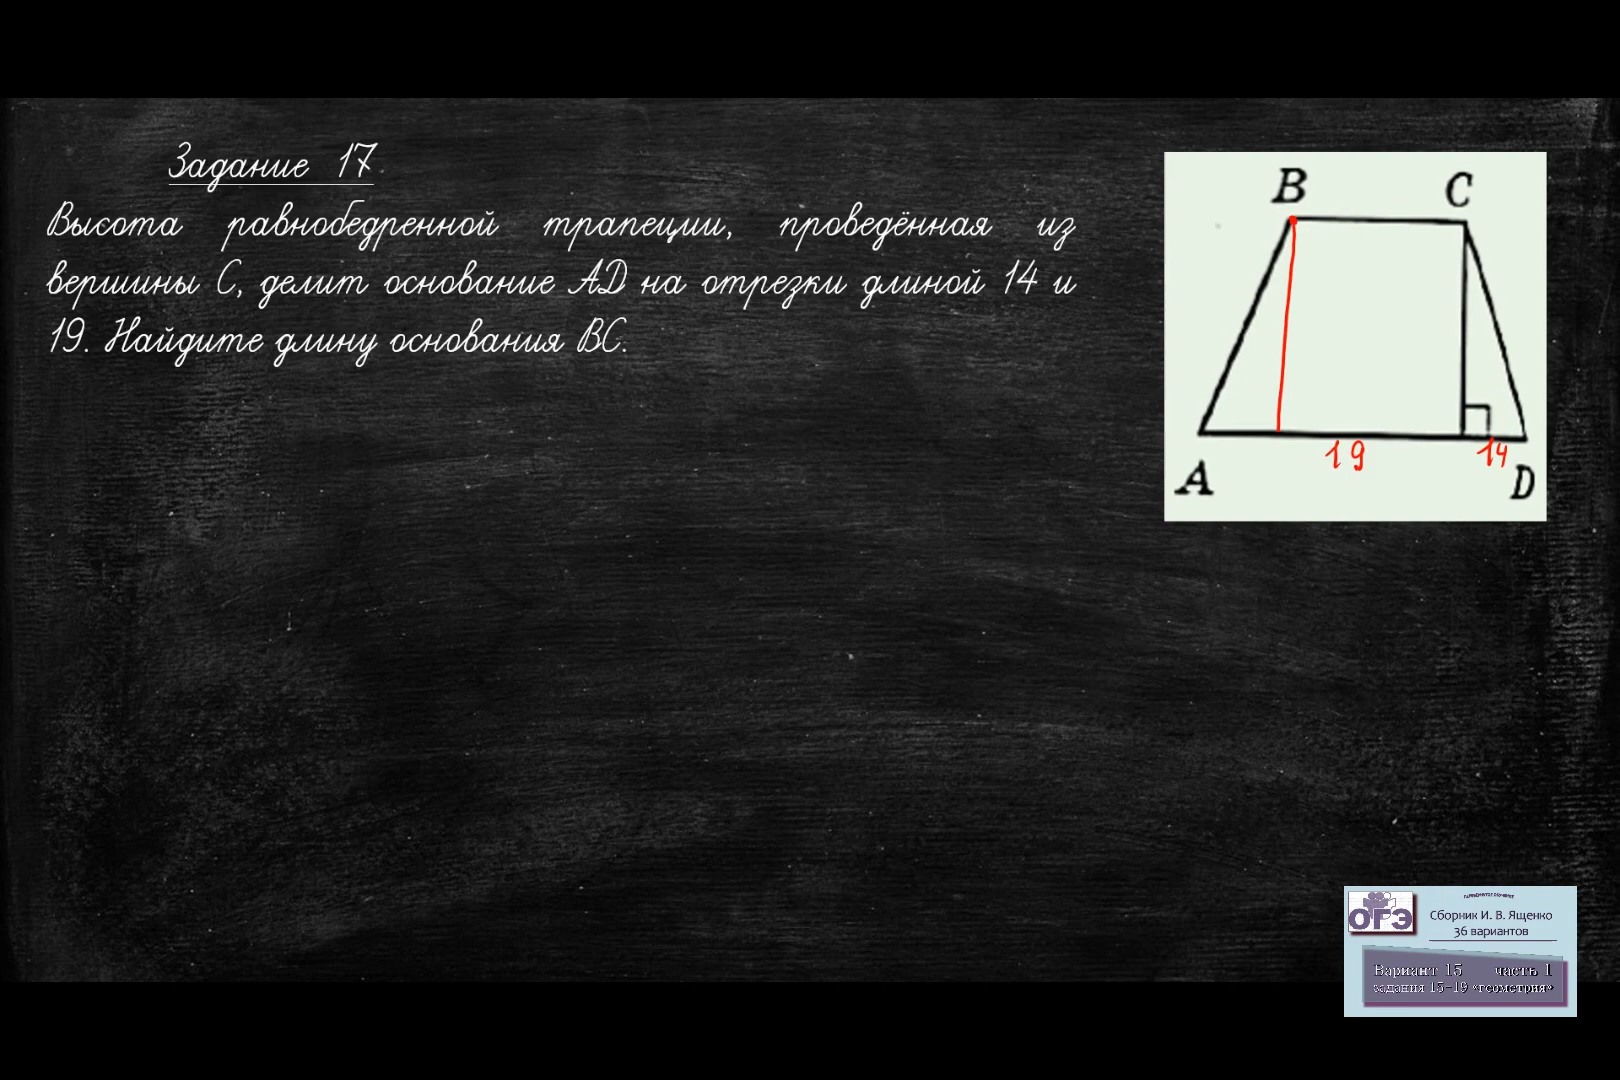 Задание 17
Высота равнобедренной трапеции, проведённая из
вершины С, делит основание AD на отрезки длиной 14 и
19. Найдите длину основания ВС.
B C
19 14
A D
ОГЭ
Сборник И. В. Ященко
36 вариантов
Вариант 15 часть 1
задания 15-19 «геометрия»